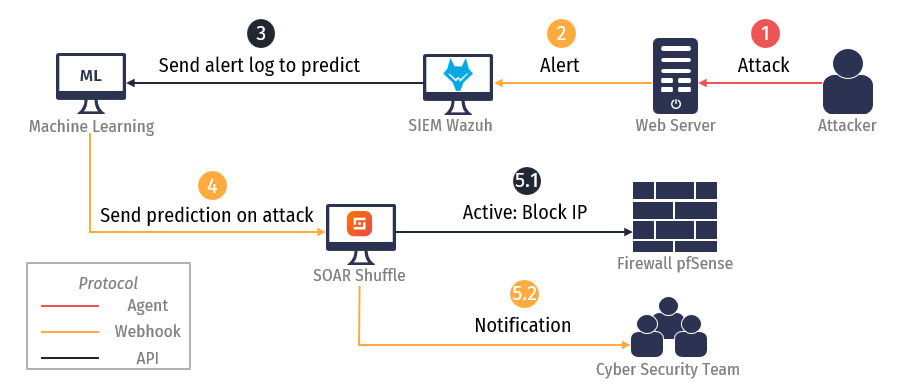 3
2
1
Send alert log to predict
Alert
Attack
ML
Machine Learning
SIEM Wazuh
Web Server
Attacker
4
5.1
Send prediction on attack
Active: Block IP
SOAR Shuffle
Firewall pfSense
Protocol
Agent
Webhook
API
5.2
Notification
Cyber Security Team